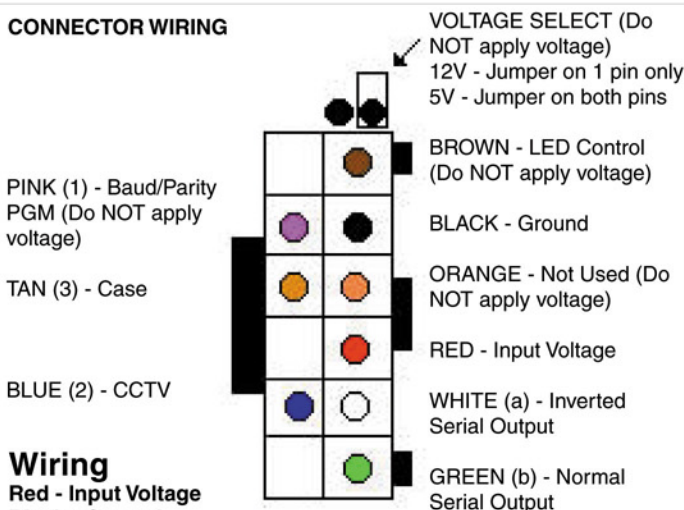 CONNECTOR WIRING
VOLTAGE SELECT (Do
NOT apply voltage)
12V - Jumper on 1 pin only
5V - Jumper on both pins
BROWN - LED Control
(Do NOT apply voltage)
PINK (1) - Baud/Parity
PGM (Do NOT apply
voltage)
BLACK - Ground
TAN (3) - Case
ORANGE - Not Used (Do
NOT apply voltage)
RED - Input Voltage
BLUE (2) - CCTV
WHITE (a) - Inverted
Serial Output
GREEN (b) - Normal
Serial Output
Wiring
Red - Input Voltage